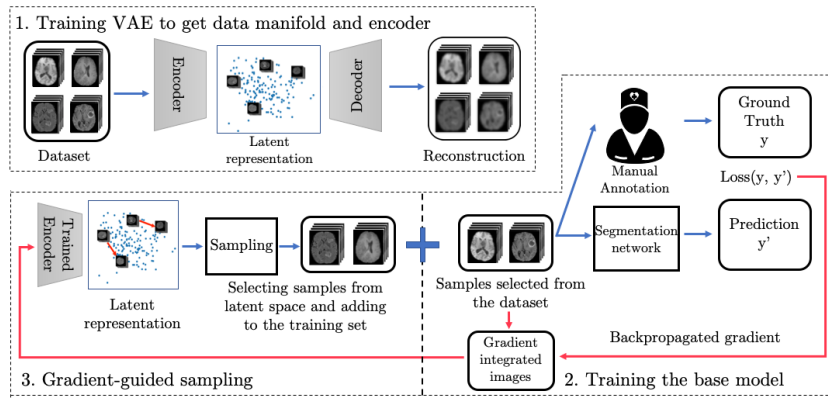 1. Training VAE to get data manifold and encoder
Encoder
Decoder
Dataset
Latent
representation
Reconstruction
Manual
Annotation
Ground
Truth
y
Loss(y, y’)
Segmentation
network
Prediction
y’
Trained
Encoder
Latent
representation
Sampling
Selecting samples from
latent space and adding
to the training set
Samples selected from
the dataset
Gradient
integrated
images
Backpropagated gradient
3. Gradient-guided sampling
2. Training the base model